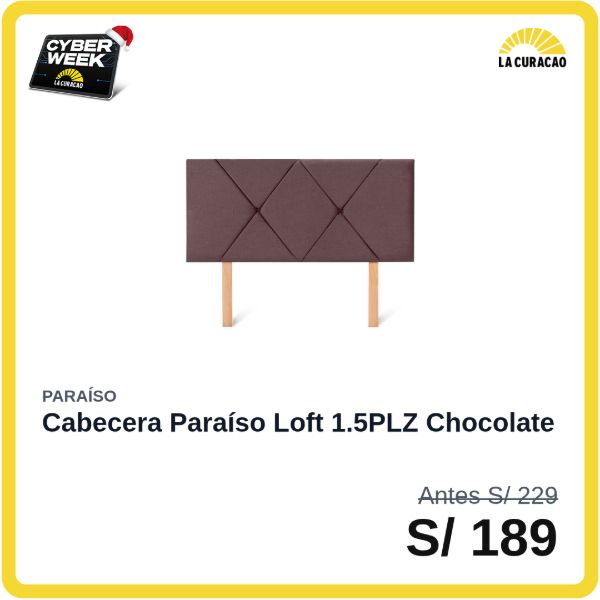 CYBER
WEEK
LA CURACAO
LA CURACAO
PARAÍSO
Cabecera Paraíso Loft 1.5PLZ Chocolate
Antes S/ 229
S/ 189